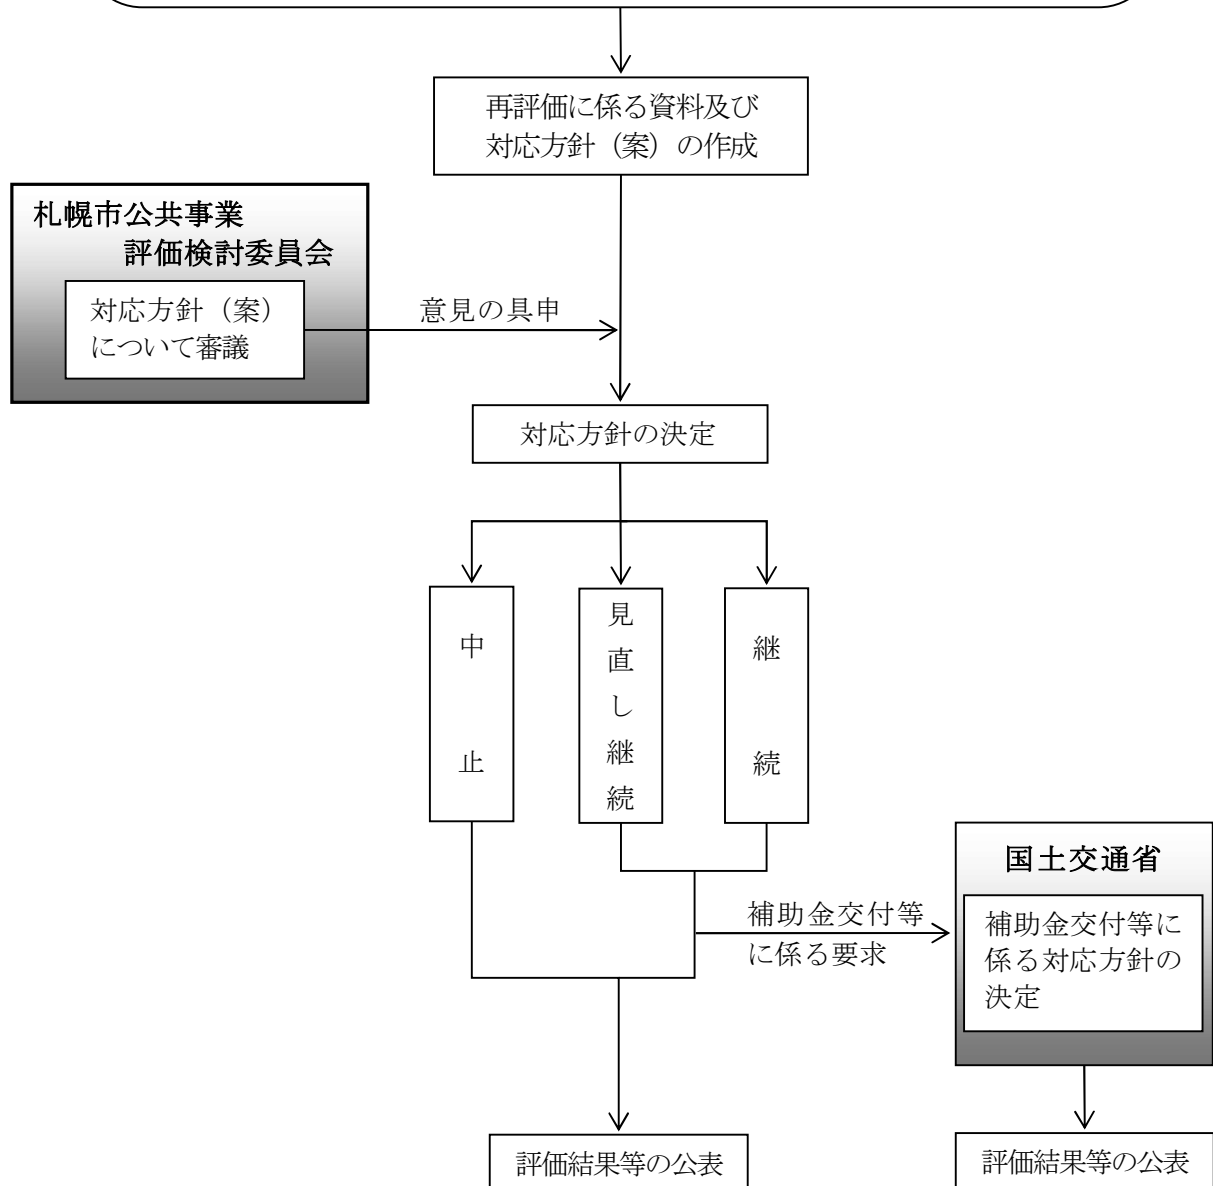 再評価に係る資料及び
対応方針（案）の作成
札幌市公共事業
評価検討委員会
対応方針（案）
について審議
意見の具申
対応方針の決定
中止
見直し継続
継続
補助金交付等
に係る要求
国土交通省
補助金交付等に
係る対応方針の
決定
評価結果等の公表
評価結果等の公表